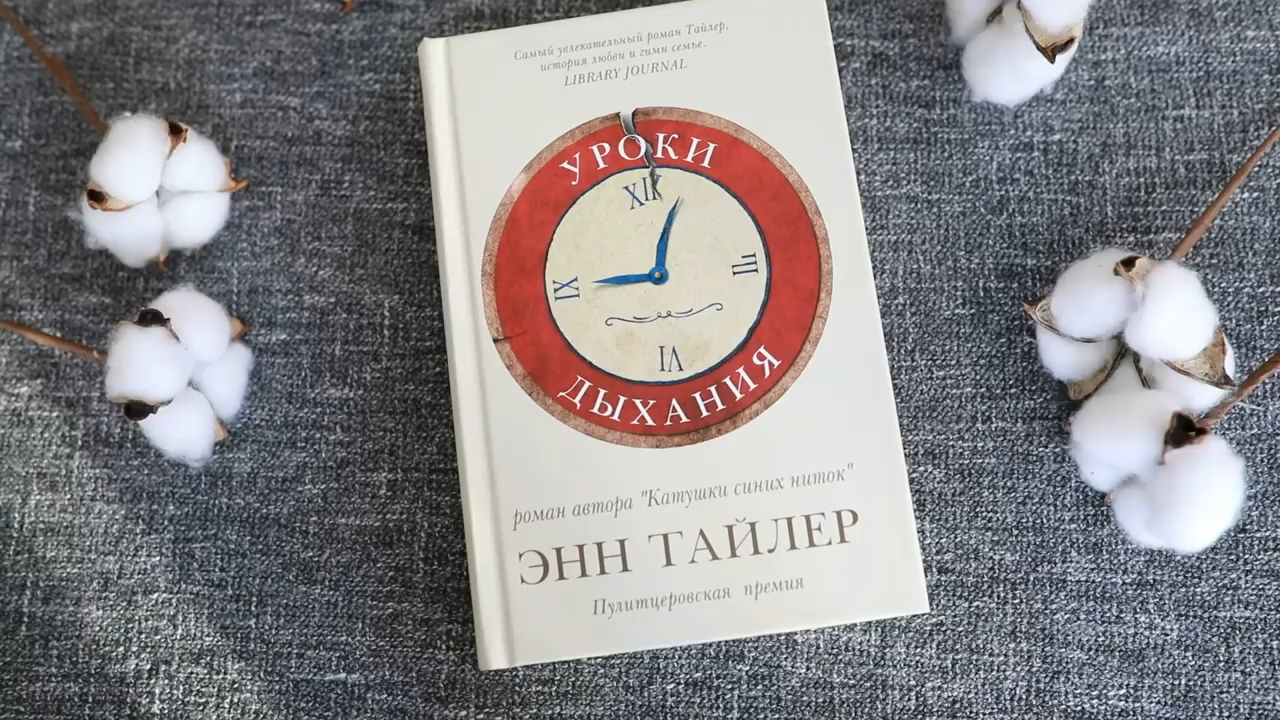 Самый увлекательный роман Тайлер,
история любви и гимн семье.
LIBRARY JOURNAL
УРОКИ
XII
IX
III
VI
ДЫХАНИЯ
роман автора "Катушки синих ниток"
ЭНН ТАЙЛЕР
Пулитцеровская премия